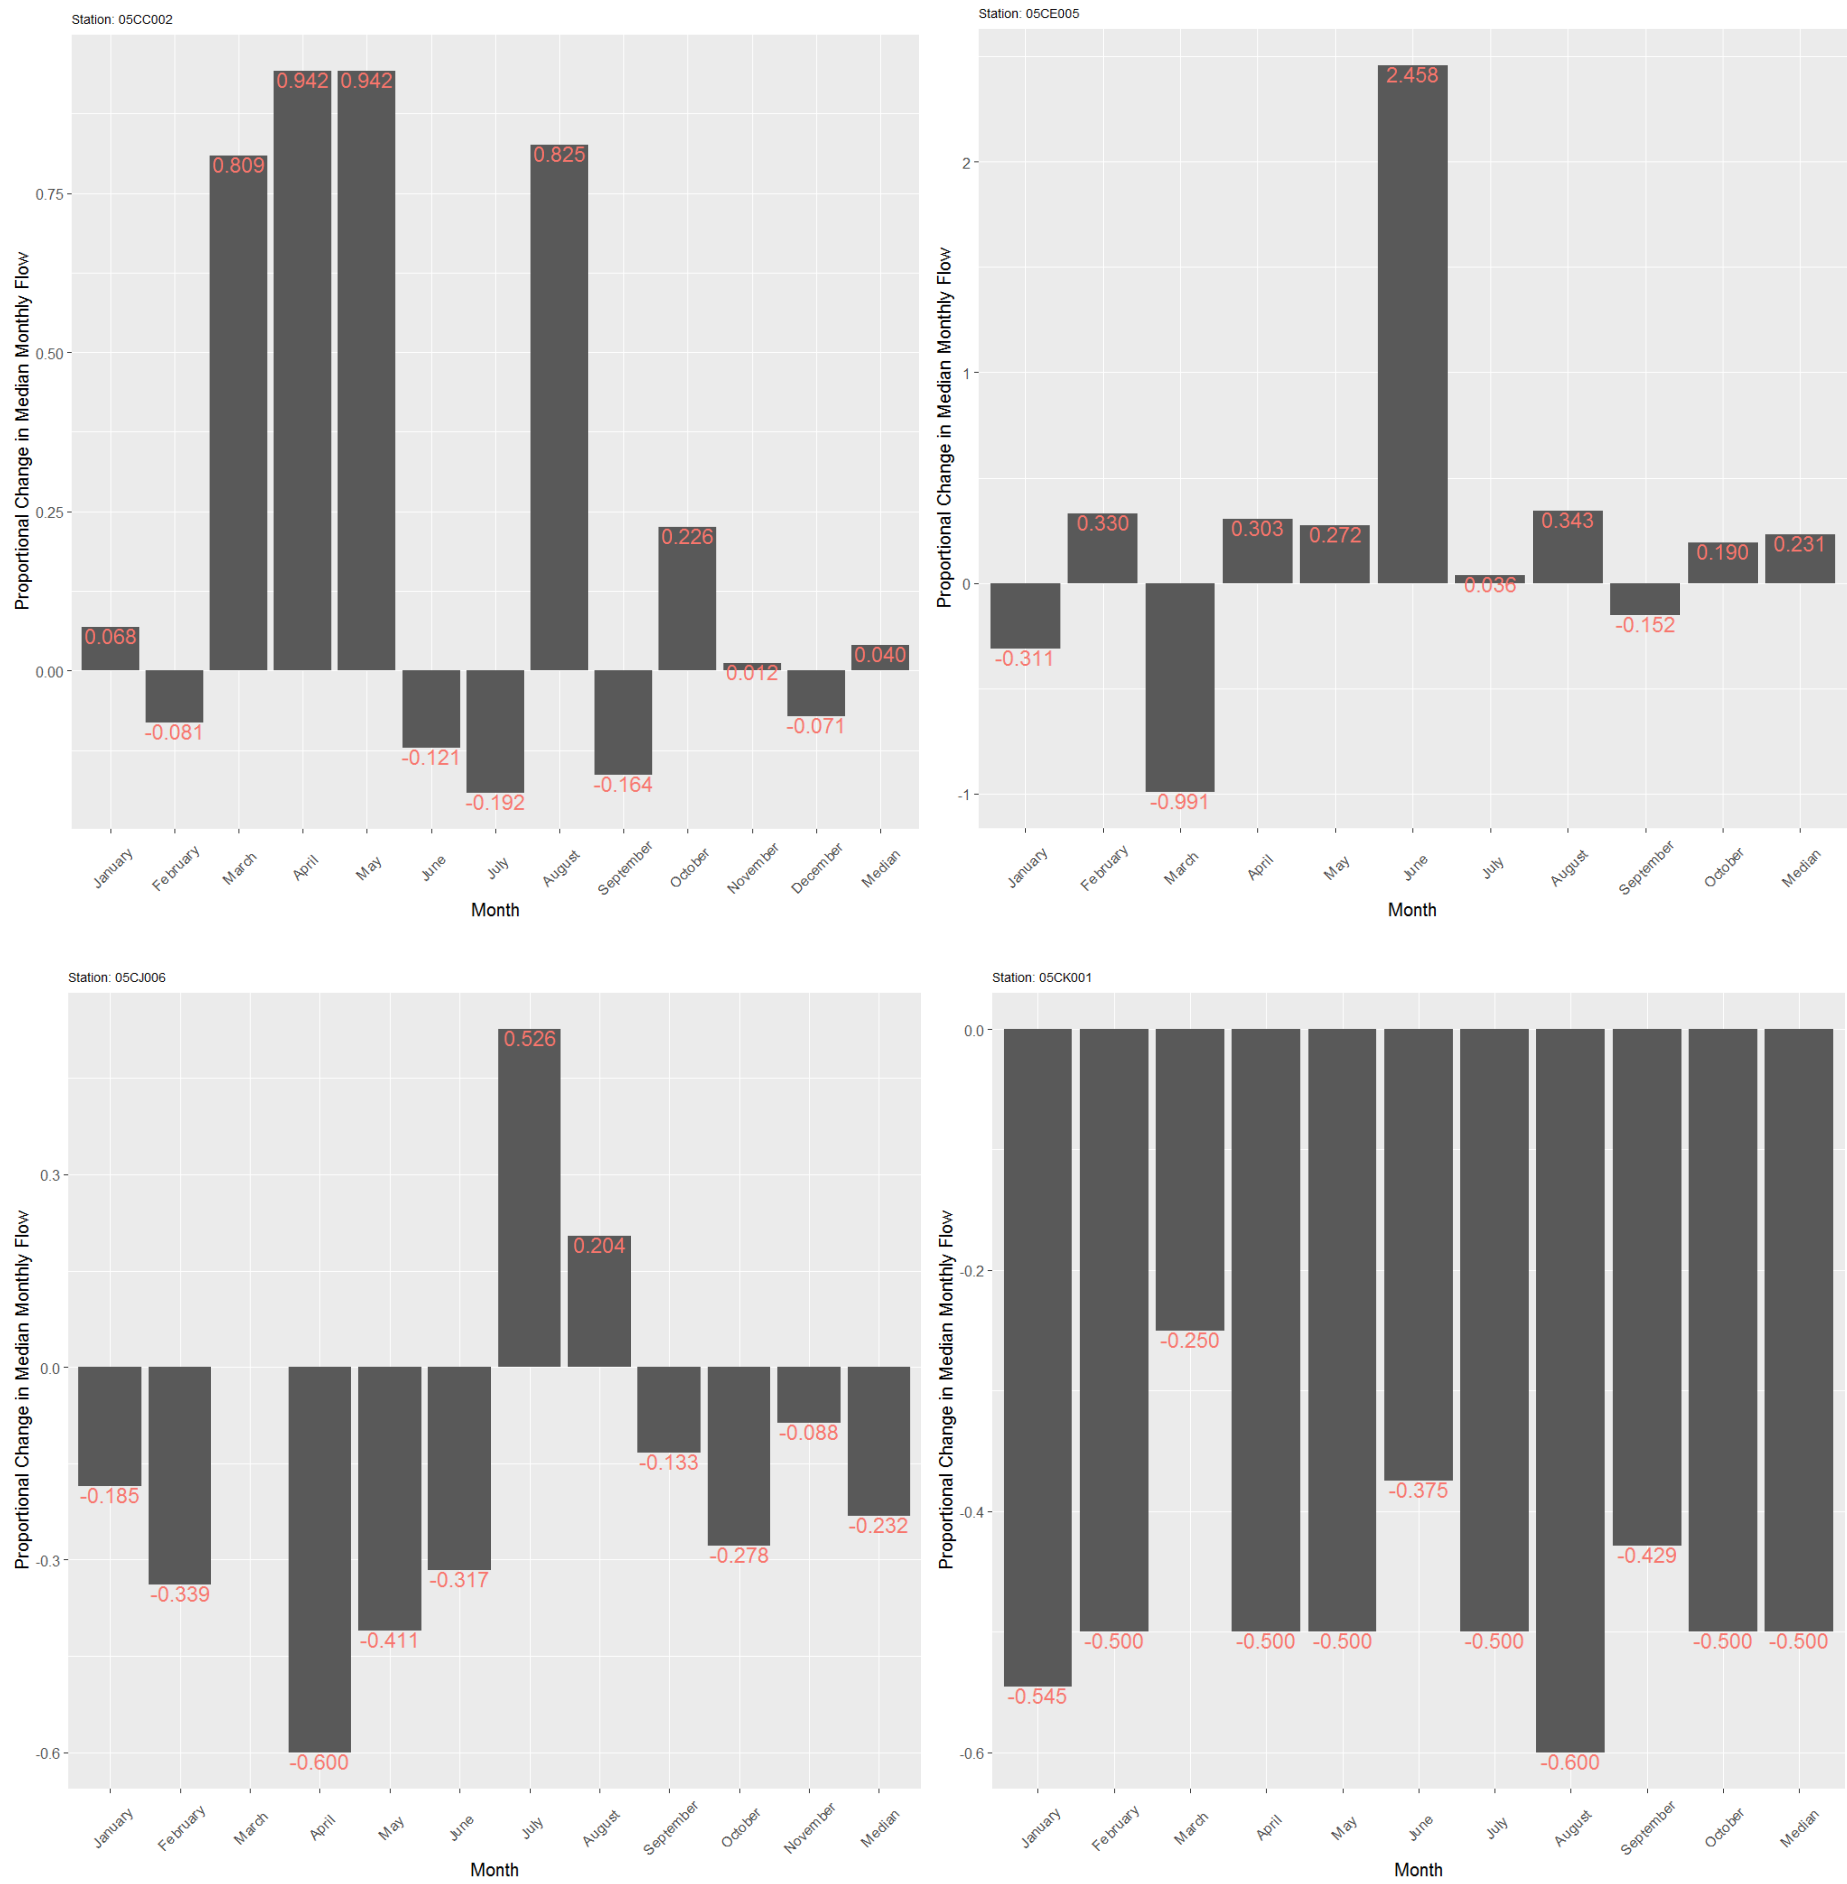 Station: 05CC002
Proportional Change in Median Monthly Flow
0.75
0.50
0.25
0.00
0.068
-0.081
0.809
0.942
0.942
-0.121
-0.192
0.825
-0.164
0.226
0.012
-0.071
0.040
January
February
March
April
May
June
July
August
September
October
November
December
Median
Month
Station: 05CE005
Proportional Change in Median Monthly Flow
2
1
0
-1
-0.311
0.330
-0.991
0.303
0.272
2.458
0.036
0.343
-0.152
0.190
0.231
January
February
March
April
May
June
July
August
September
October
Median
Month
Station: 05CJ006
Proportional Change in Median Monthly Flow
0.3
0.0
-0.3
-0.6
-0.185
-0.339
-0.600
-0.411
-0.317
0.526
0.204
-0.133
-0.278
-0.088
-0.232
January
February
March
April
May
June
July
August
September
October
November
Median
Month
Station: 05CK001
Proportional Change in Median Monthly Flow
0.0
-0.2
-0.4
-0.6
-0.545
-0.500
-0.250
-0.500
-0.500
-0.375
-0.500
-0.600
-0.429
-0.500
-0.500
January
February
March
April
May
June
July
August
September
October
Median
Month